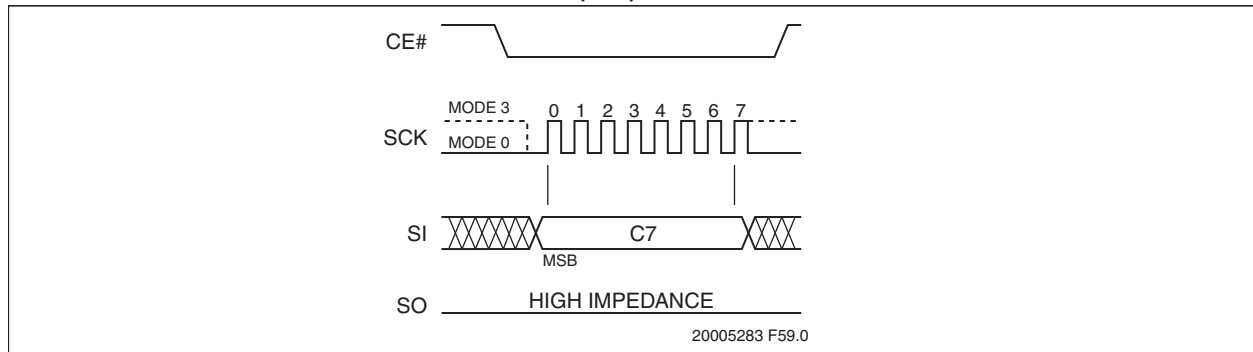 CE#
MODE 3
0 1 2 3 4 5 6 7
SCK
MODE 0
SI
C7
MSB
SO
HIGH IMPEDANCE
20005283 F59.0